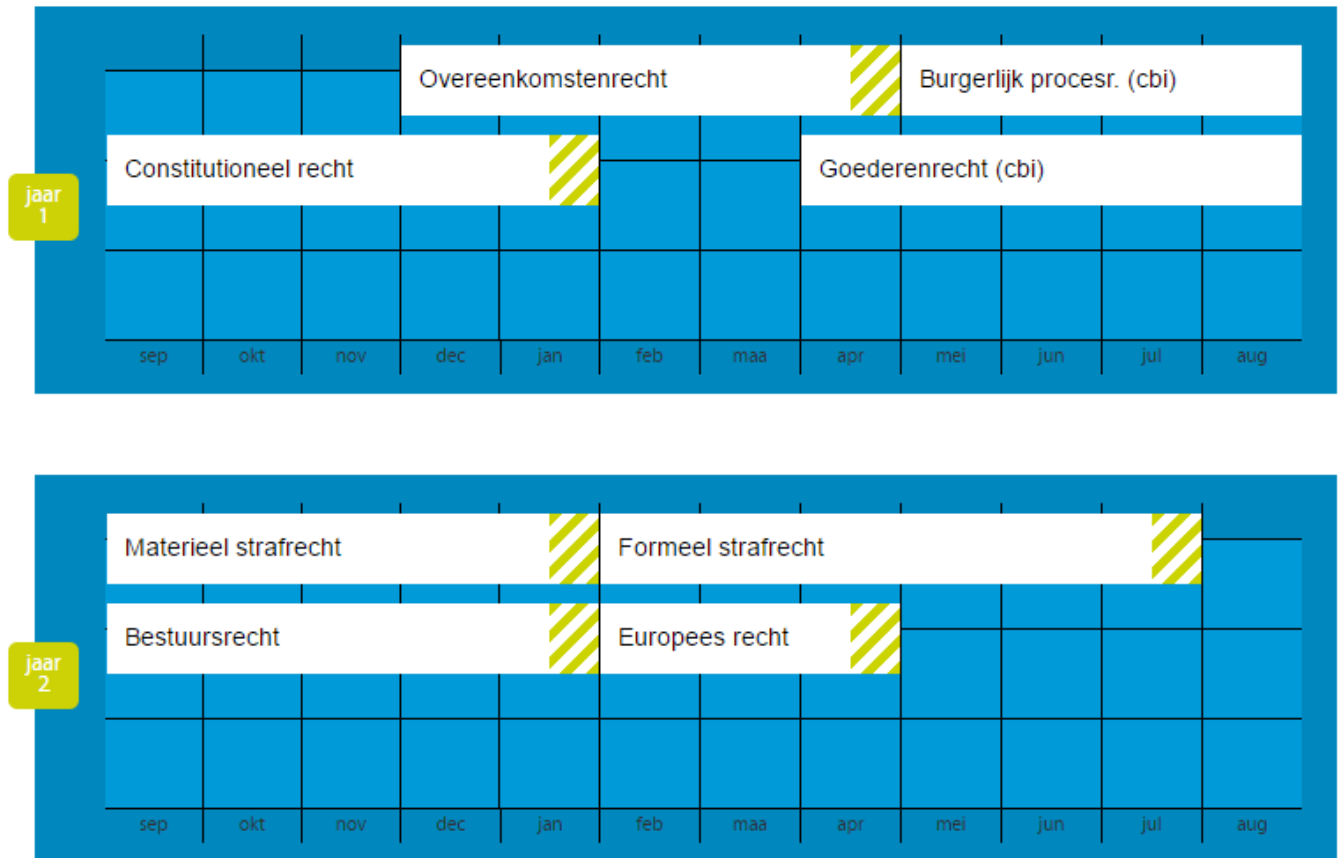 Overeenkomstenrecht
Burgerlijk procesr. (cbi)
Constitutioneel recht
Goederenrecht (cbi)
jaar
1
sep okt nov dec jan feb maa apr mei jun jul aug
Materieel strafrecht
Formeel strafrecht
Bestuursrecht
Europees recht
jaar
2
sep okt nov dec jan feb maa apr mei jun jul aug